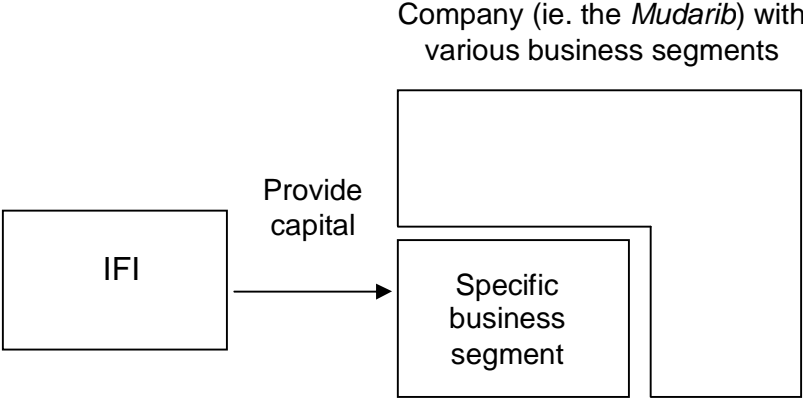 Company (ie. the Mudarib) with
various business segments
Provide
capital
IFI
Specific
business
segment